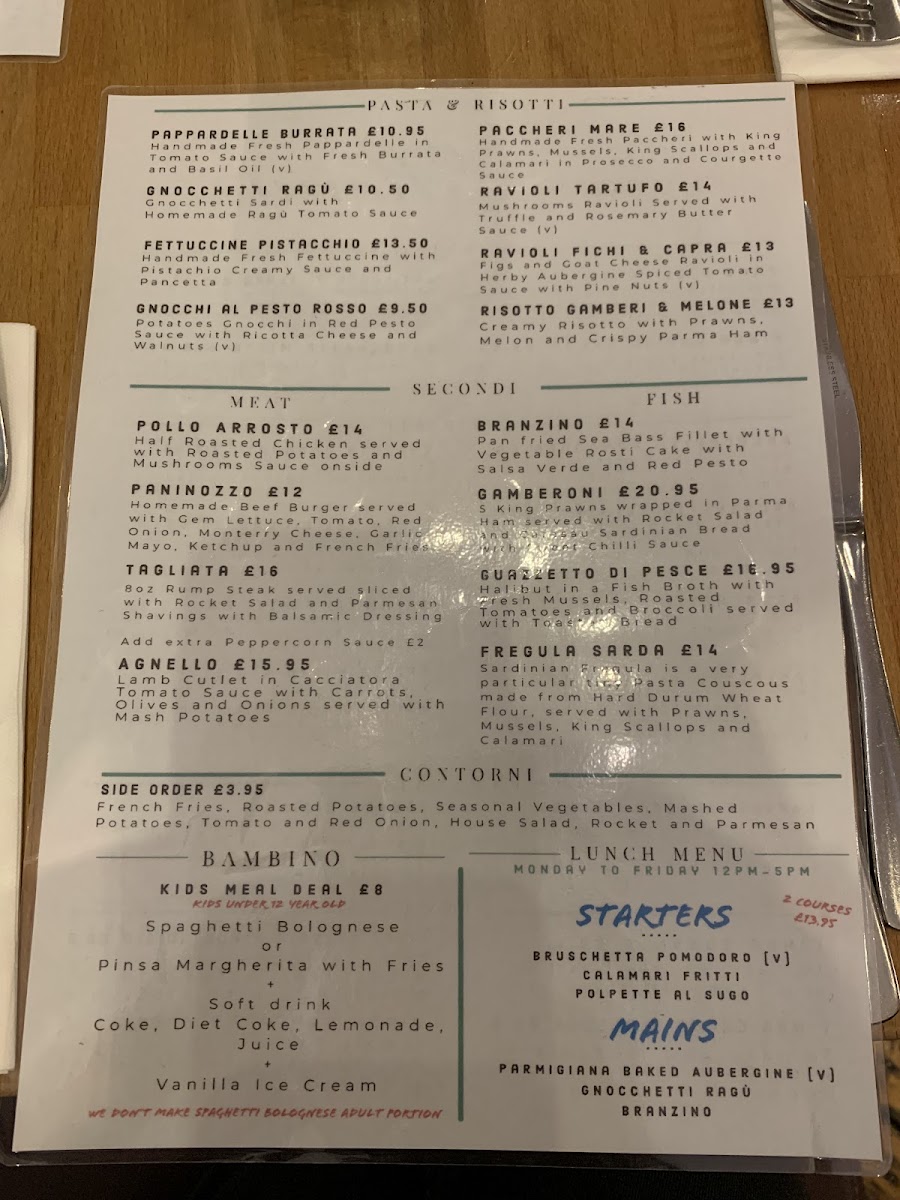 PASTA & RISOTTI
PAPPARDELLE BURRATA £10.95
Handmade Fresh Pappardelle in
Tomato Sauce with Fresh Burrata
and Basil Oil (v)
GNOCCHETTI RAGÙ £10.50
Gnocchetti Sardi with
Homemade Ragù Tomato Sauce
FETTUCCINE PISTACCHIO £13.50
Handmade Fresh Fettuccine with
Pistachio Creamy Sauce and
Pancetta
GNOCCHI AL PESTO ROSSO £9.50
Potatoes Gnocchi in Red Pesto
Sauce with Ricotta Cheese and
Walnuts (v)
PACCHERI MARE £16
Handmade Fresh Paccheri with King
Prawns, Mussels, King Scallops and
Calamari in Prosecco and Courgette
Sauce
RAVIOLI TARTUFO £14
Mushrooms Ravioli Served with
Truffle and Rosemary Butter
Sauce (v)
RAVIOLI FICHI & CAPRA £13
Figs and Goat Cheese Ravioli in
Herby Aubergine Spiced Tomato
Sauce with Pine Nuts (v)
RISOTTO GAMBERI & MELONE £13
Creamy Risotto with Prawns,
Melon and Crispy Parma Ham
SECONDI
MEAT
POLLO ARROSTO £14
Half Roasted Chicken served
with Roasted Potatoes and
Mushrooms Sauce onside
PANINOZZO £12
Homemade Beef Burger served
with Gem Lettuce, Tomato, Red
Onion, Monterry Cheese, Garlic
Mayo, Ketchup and French Fries
TAGLIATA £16
8oz Rump Steak served sliced
with Rocket Salad and Parmesan
Shavings with Balsamic Dressing
Add extra Peppercorn Sauce £2
AGNELLO £15.95
Lamb Cutlet in Cacciatora
Tomato Sauce with Carrots,
Olives and Onions served with
Mash Potatoes
FISH
BRANZINO £14
Pan fried Sea Bass Fillet with
Vegetable Rosti Cake with
Salsa Verde and Red Pesto
GAMBERONI £20.95
5 King Prawns wrapped in Parma
Ham served with Rocket Salad
and Sardinian Bread
Chilli Sauce
GUAZZETTO DI PESCE £16.95
Halibut in a Fish Broth with
Fresh Mussels, Roasted
Tomatoes and Broccoli served
with Toasted Bread
FREGULA SARDA £14
Sardinian Fregula is a very
particular tiny Pasta Couscous
made from Hard Durum Wheat
Flour, served with Prawns,
Mussels, King Scallops and
Calamari
CONTORNI
SIDE ORDER £3.95
French Fries, Roasted Potatoes, Seasonal Vegetables, Mashed
Potatoes, Tomato and Red Onion, House Salad, Rocket and Parmesan
BAMBINO
KIDS MEAL DEAL £8
KIDS UNDER 12 YEAR OLD
Spaghetti Bolognese
or
Pinsa Margherita with Fries
+
Soft drink
Coke, Diet Coke, Lemonade,
Juice
+
Vanilla Ice Cream
WE DON'T MAKE SPAGHETTI BOLOGNESE ADULT PORTION
LUNCH MENU
MONDAY TO FRIDAY 12PM-5PM
2 COURSES
£13.95
STARTERS
BRUSCHETTA POMODORO (V)
CALAMARI FRITTI
POLPETTE AL SUGO
MAINS
PARMIGIANA BAKED AUBERGINE (V)
GNOCCHETTI RAGÙ
BRANZINO